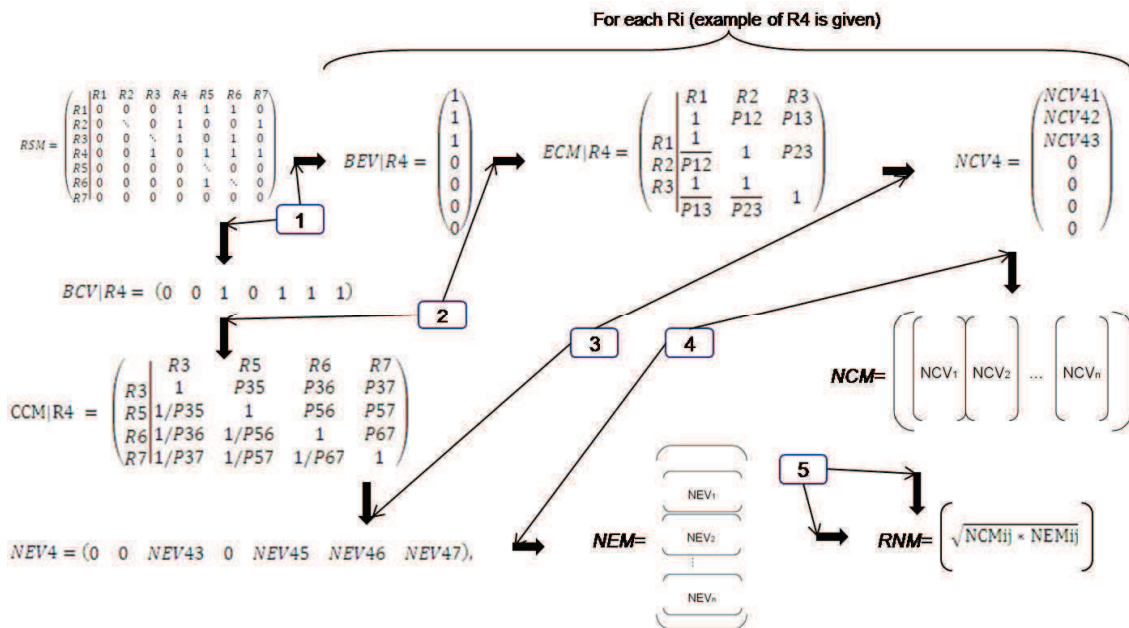 For each Ri (example of R4 is given)
R1 R2 R3 R4 R5 R6 R7
R1 0 0 0 1 1 1 0
R2 0 ⋱ 0 1 0 0 1
R3 0 0 ⋱ 1 0 1 0
RSM = R4 0 0 1 0 1 1 1
R5 0 0 0 0 ⋱ 0 0
R6 0 0 0 0 1 ⋱ 0
R7 0 0 0 0 0 0 0
BEV|R4 =
1
1
1
0
0
0
0
ECM|R4 =
R1 R2 R3
1 P12 P13
R1 1/P12 1 P23
R2
R3 1/P13 1/P23 1
NCV4 =
NCV41
NCV42
NCV43
0
0
0
0
1
BCV|R4 = (0 0 1 0 1 1 1)
2
3
4
CCM|R4 =
R3 R5 R6 R7
R3 1 P35 P36 P37
R5 1/P35 1 P56 P57
R6 1/P36 1/P56 1 P67
R7 1/P37 1/P57 1/P67 1
NCM= NCV1 NCV2 ... NCVn
5
NEV4 = (0 0 NEV43 0 NEV45 NEV46 NEV47),
NEM=
NEV1
NEV2
⋮
NEVn
RNM= √NCMij * NEMij